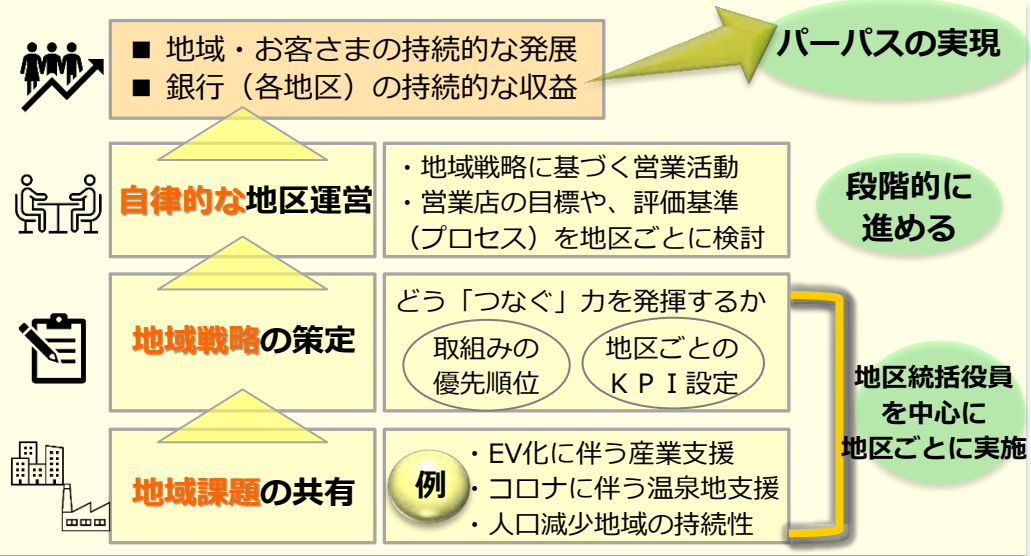 ■ 地域・お客さまの持続的な発展
■ 銀行（各地区）の持続的な収益
パーパスの実現
自律的な地区運営
・地域戦略に基づく営業活動
・営業店の目標や、評価基準
（プロセス）を地区ごとに検討
段階的に
進める
地域戦略の策定
どう「つなぐ」力を発揮するか
取組みの
優先順位
地区ごとの
ＫＰＩ設定
地区統括役員
を中心に
地区ごとに実施
地域課題の共有
例
・EV化に伴う産業支援
・コロナに伴う温泉地支援
・人口減少地域の持続性